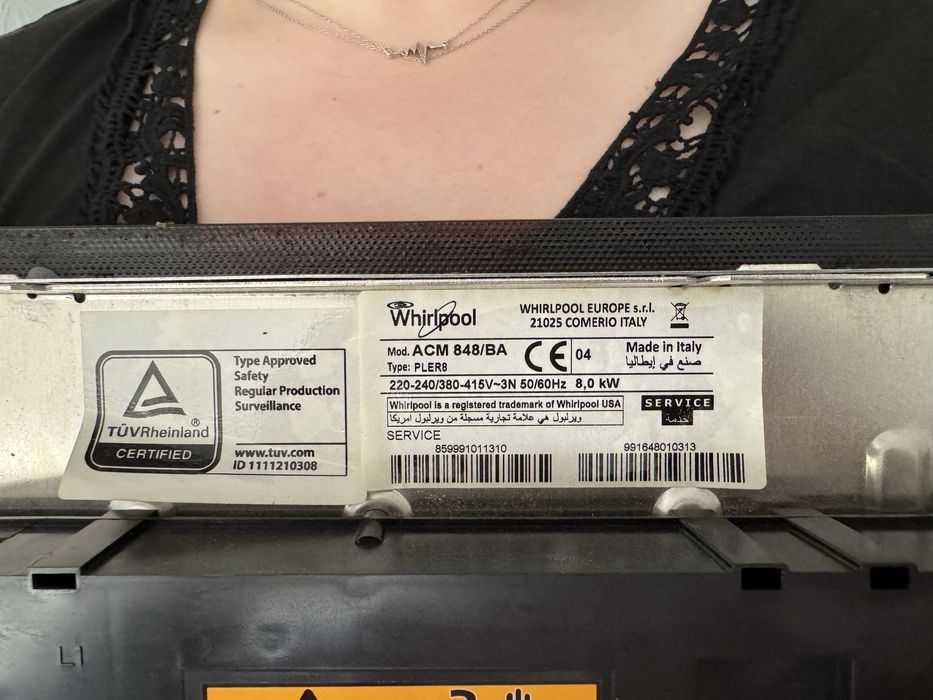 Whirlpool
WHIRLPOOL EUROPE s.r.l.
21025 COMERIO ITALY
Mod. ACM 848/BA
Type: PLER8
CE
04
Made in Italy
صنع في إيطاليا
220-240/380-415V~3N 50/60Hz 8,0 kW
Whirlpool is a registered trademark of Whirlpool USA
ويرلبول هي علامة تجارية مسجلة من ويرلبول امريكا
SERVICE
خدمة
SERVICE
859991011310
991648010313
TÜVRheinland®
CERTIFIED
Type Approved
Safety
Regular Production
Surveillance
www.tuv.com
ID 1111210308
L1